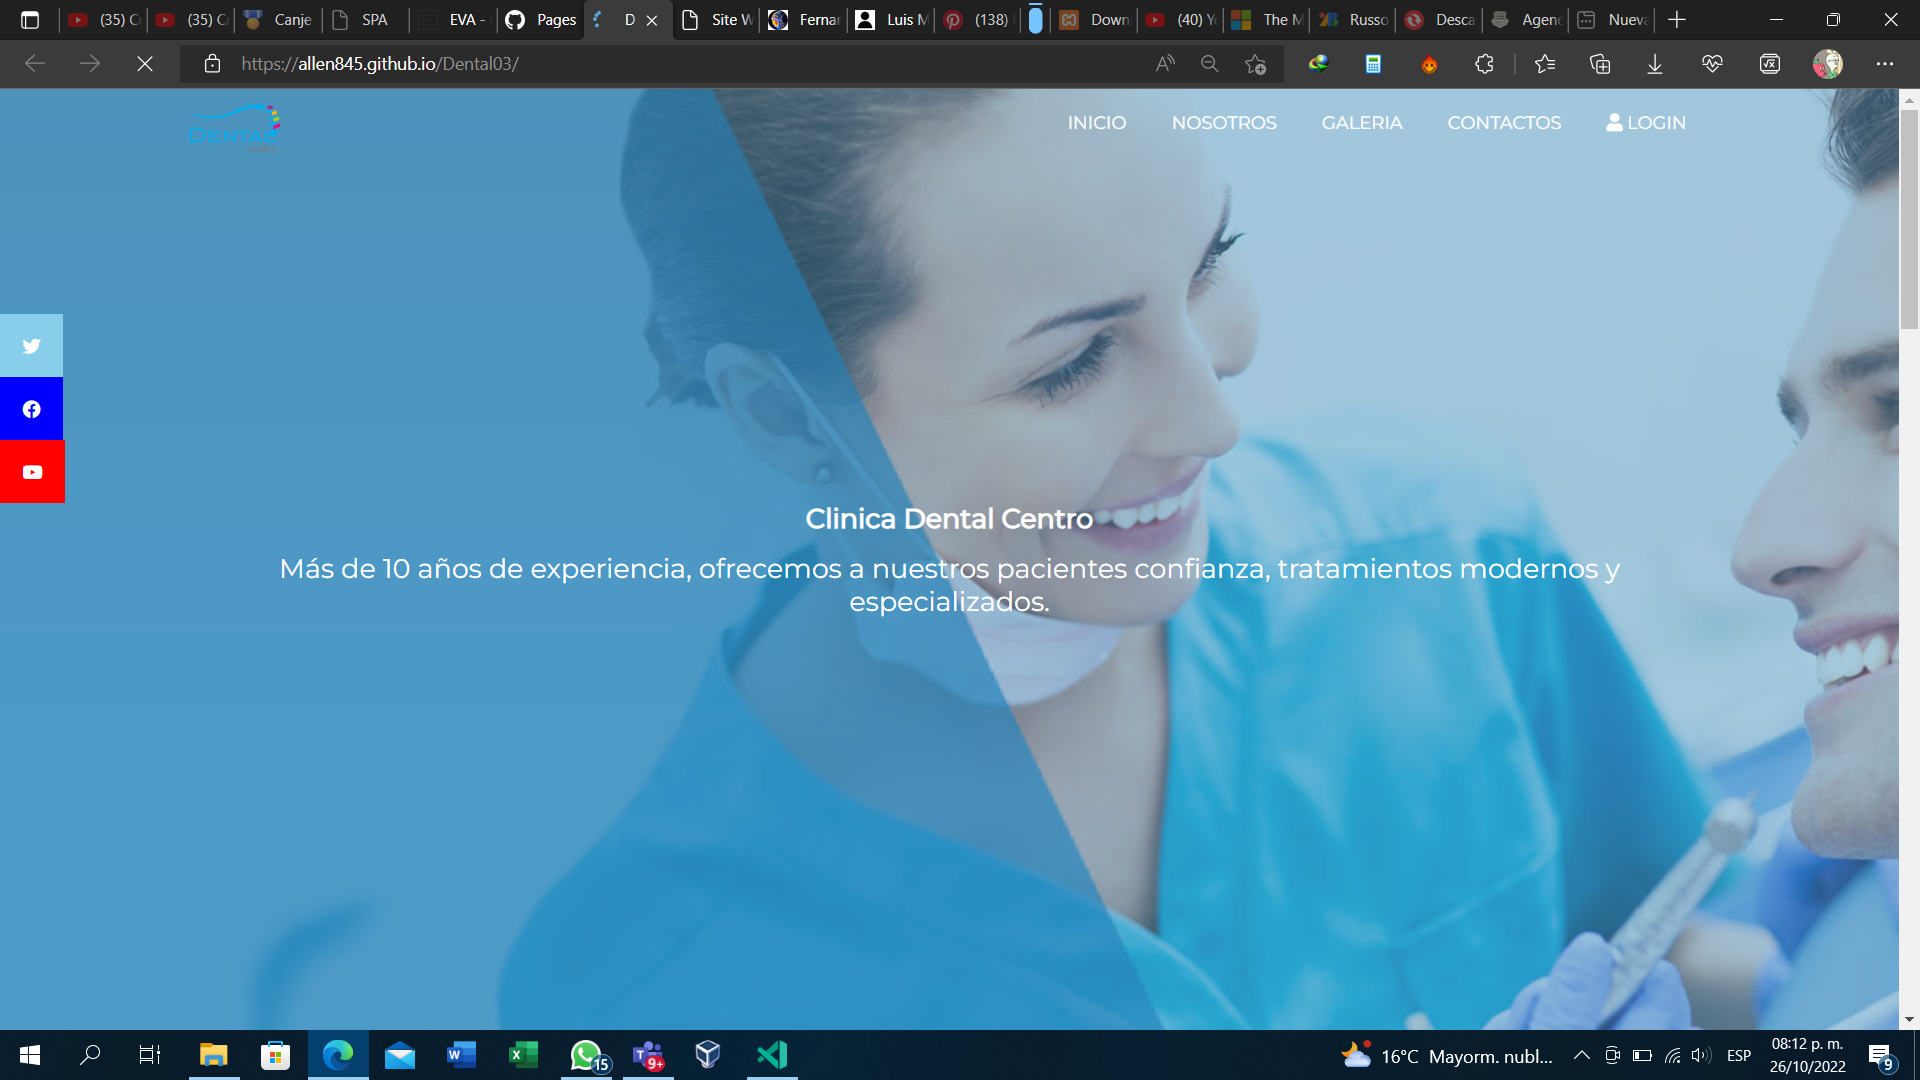 (35) C
(35) C
Canje
SPA
EVA -
Pages
D
Site W
Fernar
Luis M
(138)
Down
(40) Yo
The M
Russo
Desca
Agenc
Nueva
https://allen845.github.io/Dental03/
DENTAL
INICIO
NOSOTROS
GALERIA
CONTACTOS
LOGIN
Clinica Dental Centro
Más de 10 años de experiencia, ofrecemos a nuestros pacientes confianza, tratamientos modernos y
especializados.
15
9+
16°C Mayorm. nubl...
ESP
08:12 p. m.
26/10/2022
9